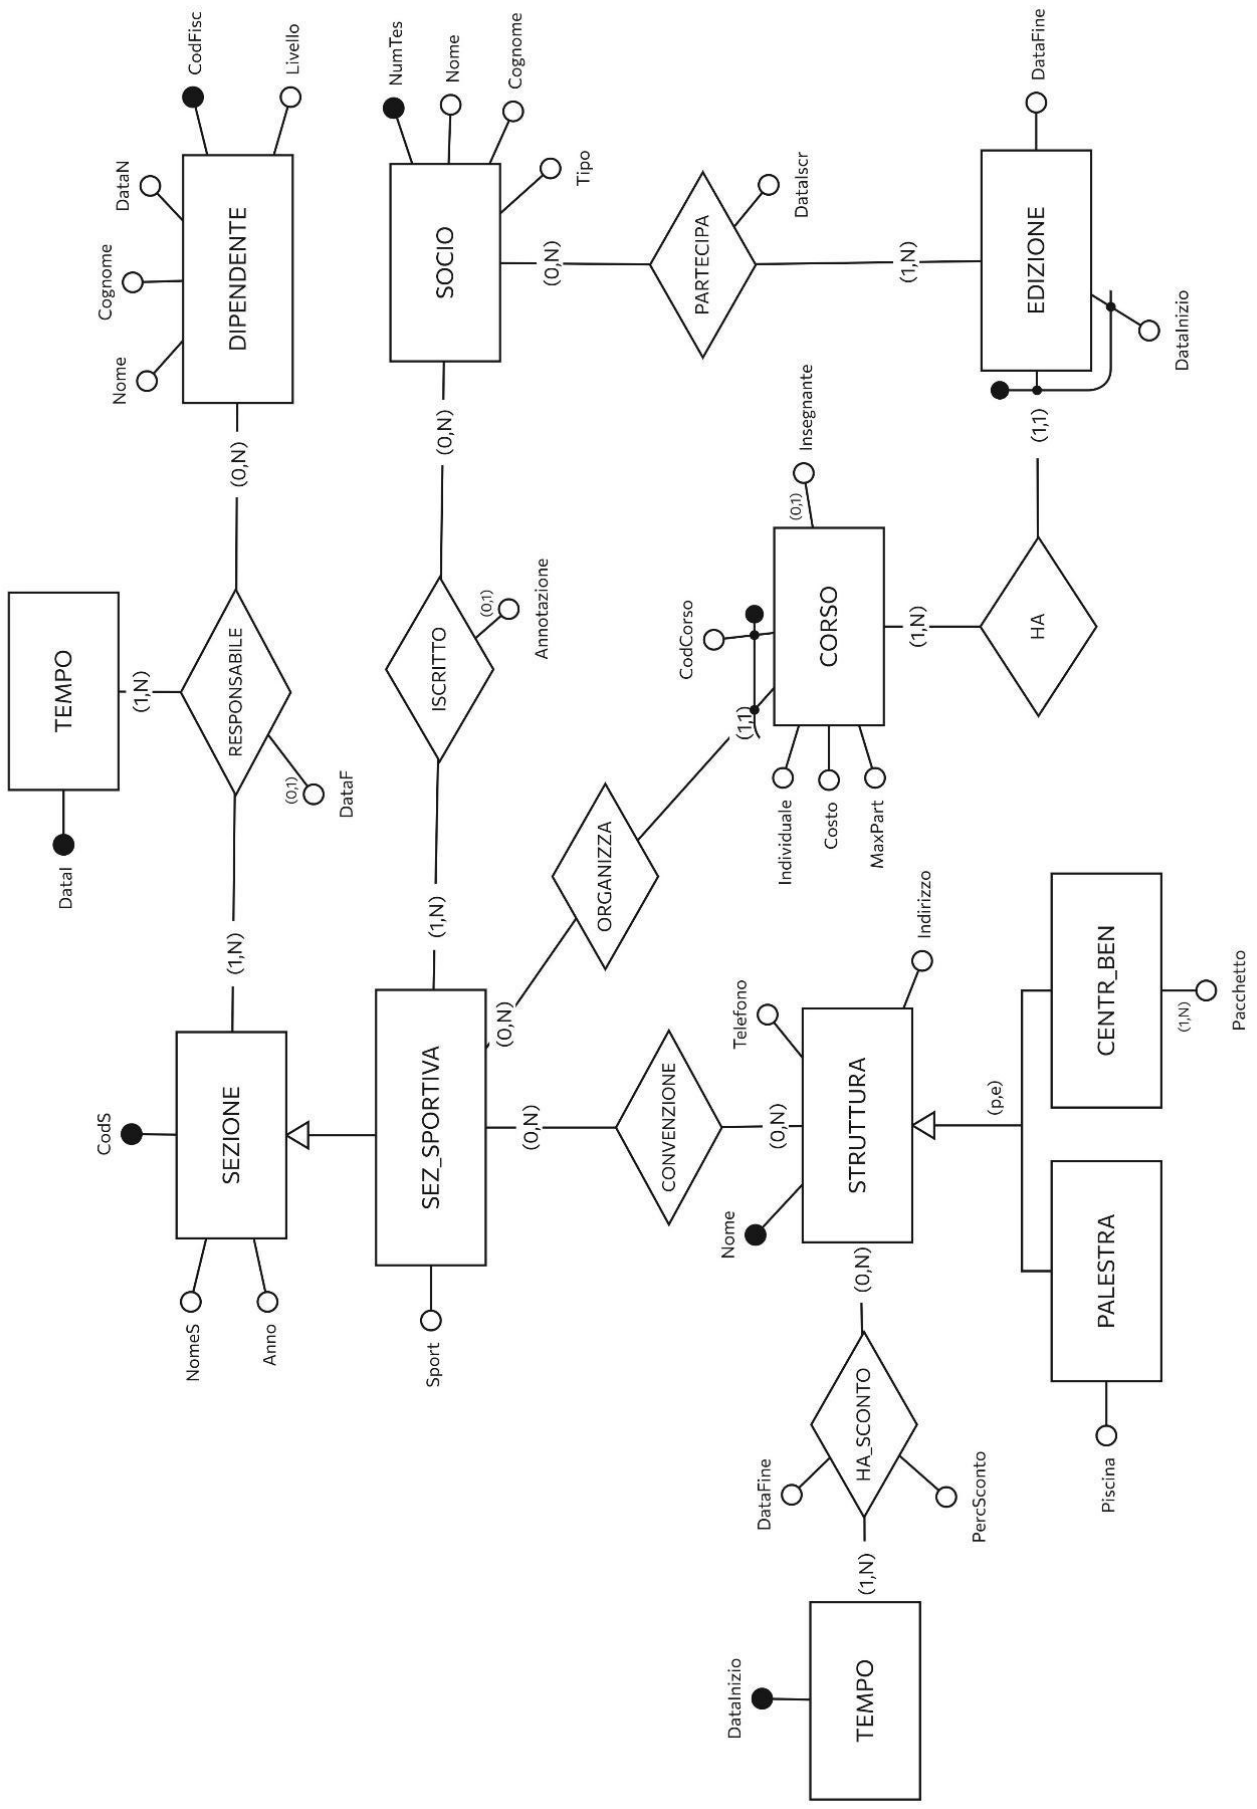 TEMPO
DataI
(1,N)
RESPONSABILE
(0,1)
DataF
(1,N)
(0,N)
DIPENDENTE
Nome
Cognome
DataN
CodFisc
Livello
SEZIONE
CodS
NomeS
Anno
SEZ_SPORTIVA
Sport
(1,N)
ISCRITTO
(0,1)
Annotazione
(0,N)
SOCIO
NumTes
Nome
Cognome
Tipo
(0,N)
PARTECIPA
DataIscr
(1,N)
EDIZIONE
DataFine
DataInizio
(1,1)
HA
(1,N)
CORSO
CodCorso
(0,1)
Insegnante
Individuale
Costo
MaxPart
(1,1)
ORGANIZZA
(0,N)
(0,N)
CONVENZIONE
(0,N)
STRUTTURA
Nome
Telefono
Indirizzo
(p,e)
PALESTRA
Piscina
CENTR_BEN
(1,N)
Pacchetto
(0,N)
HA_SCONTO
DataFine
PercSconto
(1,N)
TEMPO
DataInizio